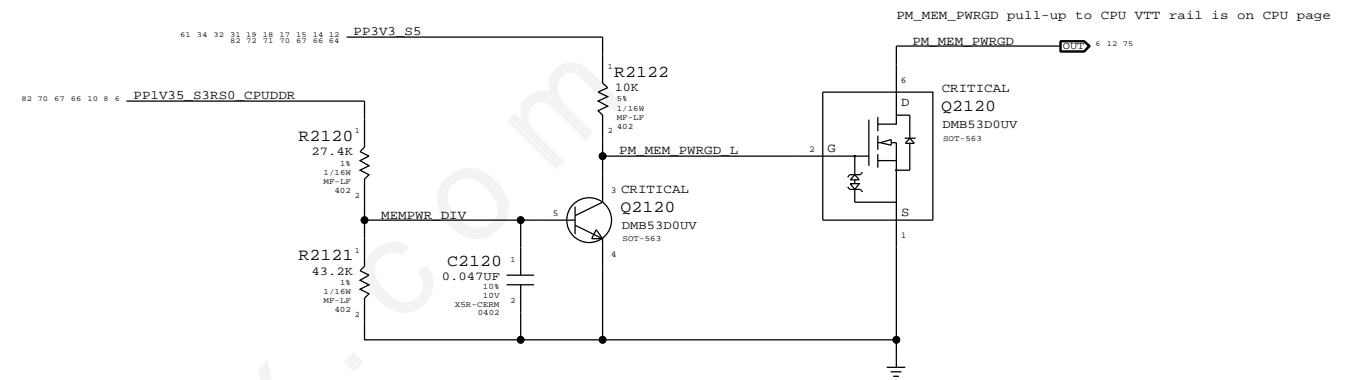 PM_MEM_PWRGD pull-up to CPU VTT rail is on CPU page
61 34 32 31 19 18 17 15 14 12
82 72 71 70 67 66 64
PP3V3_S5
PM_MEM_PWRGD
OUT
6 12 75
82 70 67 66 10 8 6
PP1V35_S3RS0_CPUDDR
1
R2122
10K
5%
1/16W
MF-LF
402
2
6
D
CRITICAL
Q2120
DMB53D0UV
SOT-563
R2120
1
27.4K
1%
1/16W
MF-LF
402
2
PM_MEM_PWRGD_L
2
G
S
1
MEMPWR_DIV
5
3
CRITICAL
Q2120
DMB53D0UV
SOT-563
4
R2121
1
43.2K
1%
1/16W
MF-LF
402
2
C2120
1
0.047UF
10%
10V
X5R-CERM
0402
2
.com